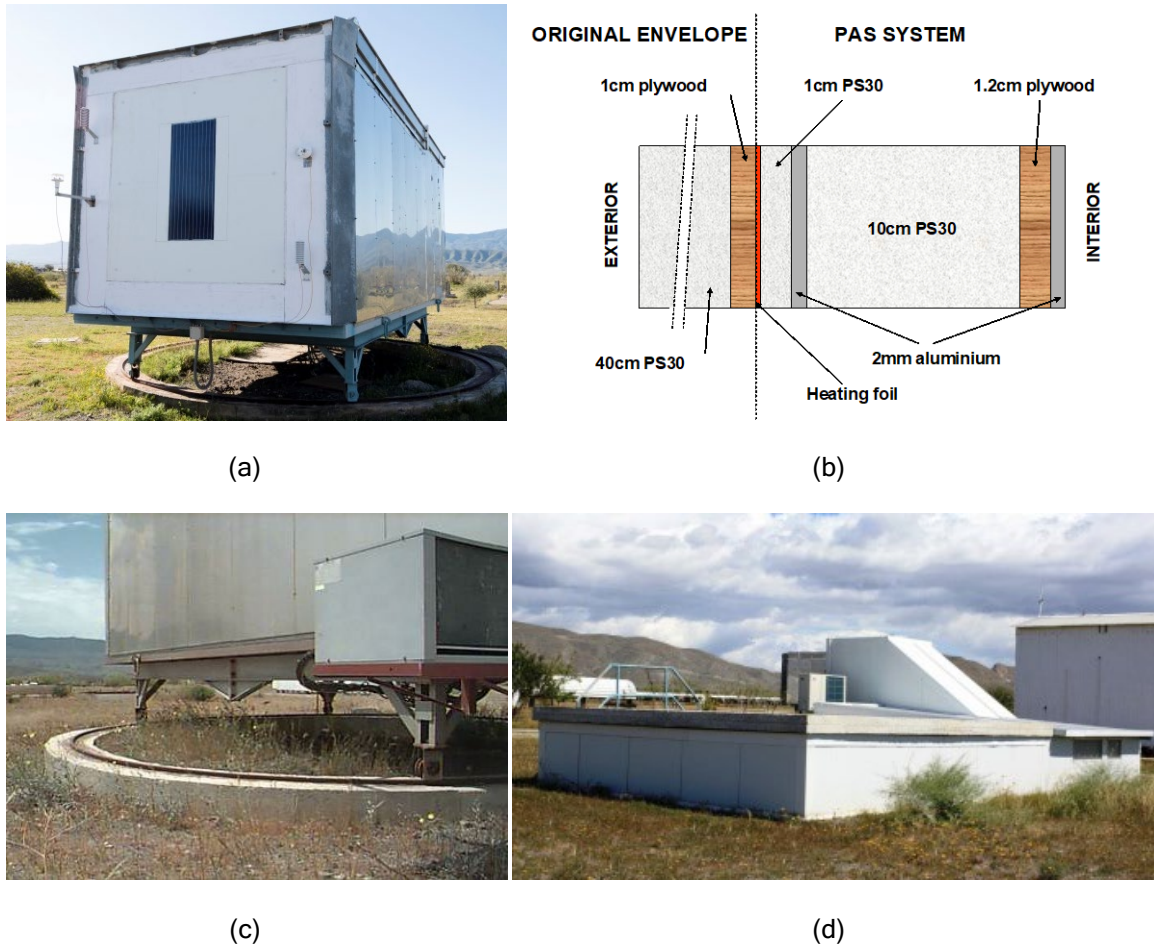 ORIGINAL ENVELOPE
PAS SYSTEM
1cm plywood
1cm PS30
1.2cm plywood
EXTERIOR
10cm PS30
INTERIOR
40cm PS30
2mm aluminium
Heating foil
(a)
(b)
(c)
(d)